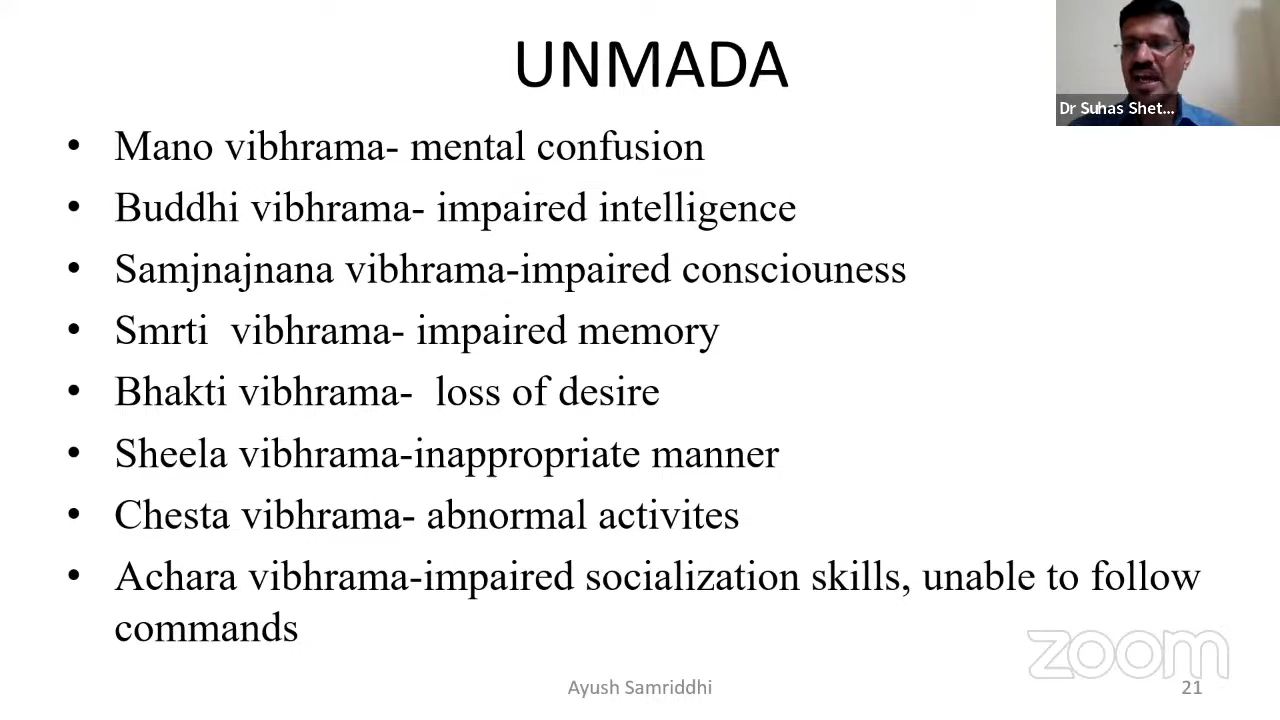 UNMADA
Dr Suhas Shet...
• Mano vibhrama- mental confusion
• Buddhi vibhrama- impaired intelligence
• Samjnajnana vibhrama-impaired consciouness
• Smrti vibhrama- impaired memory
• Bhakti vibhrama- loss of desire
• Sheela vibhrama-inappropriate manner
• Chesta vibhrama- abnormal activites
• Achara vibhrama-impaired socialization skills, unable to follow
commands
zoom
Ayush Samriddhi
21